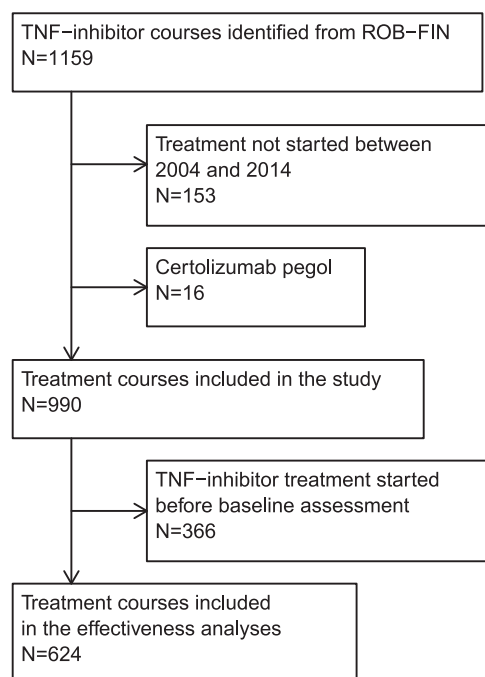 TNF−inhibitor courses identified from ROB−FIN
N=1159
Treatment not started between
2004 and 2014
N=153
Certolizumab pegol
N=16
Treatment courses included in the study
N=990
TNF−inhibitor treatment started
before baseline assessment
N=366
Treatment courses included
in the effectiveness analyses
N=624